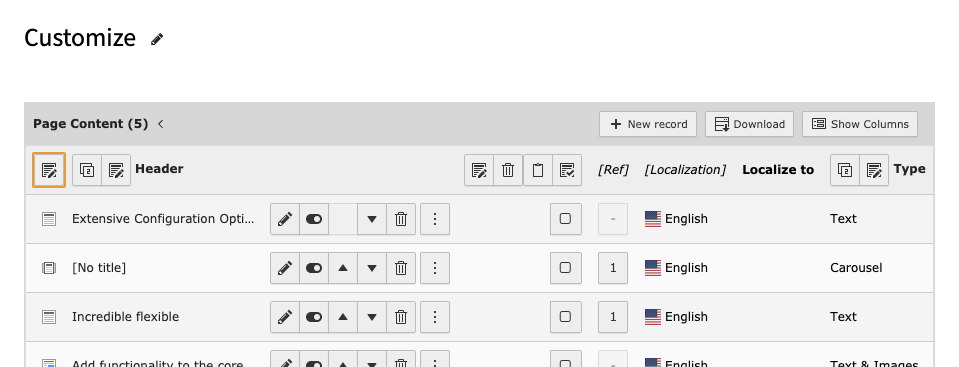 Customize
Page Content (5)
New record
Download
Show Columns
Header
[Ref]
[Localization]
Localize to
Type
Extensive Configuration Opti...
-
English
Text
[No title]
1
English
Carousel
Incredible flexible
1
English
Text
Add functionality to the core
-
English
Text & Images